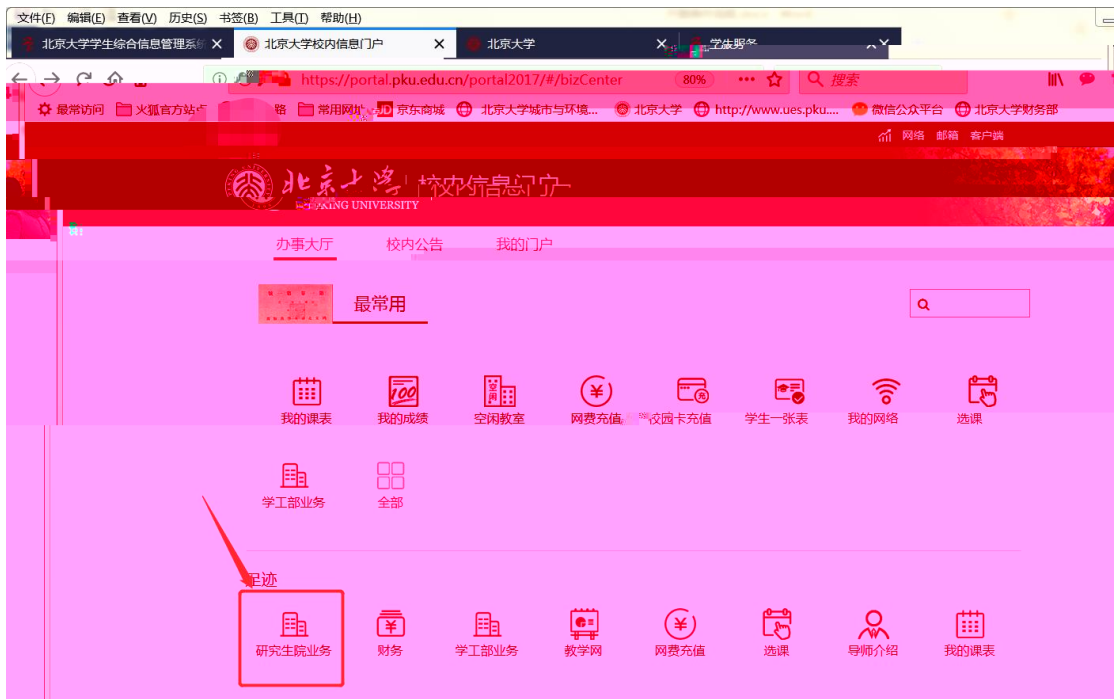 文件(F) 编辑(E) 查看(V) 历史(S) 书签(B) 工具(T) 帮助(H)
北京大学学生综合信息管理系统 北京大学校内信息门户 北京大学
https://portal.pku.edu.cn/portal2017/#/bizCenter 80% 搜索
最常访问 火狐官方站点 常用网址 JD 京东商城 北京大学城市与环境... 北京大学 http://www.ues.pku.... 微信公众平台 北京大学财务部
网络 邮箱 客户端
北京大学 校内信息门户
UNIVERSITY
办事大厅 校内公告 我的门户
最常用
我的课表 我的成绩 空闲教室 网费充值 校园卡充值 学生一张表 我的网络 选课
学工部业务 全部
足迹
研究生院业务 财务 学工部业务 教学网 网费充值 选课 导师介绍 我的课表